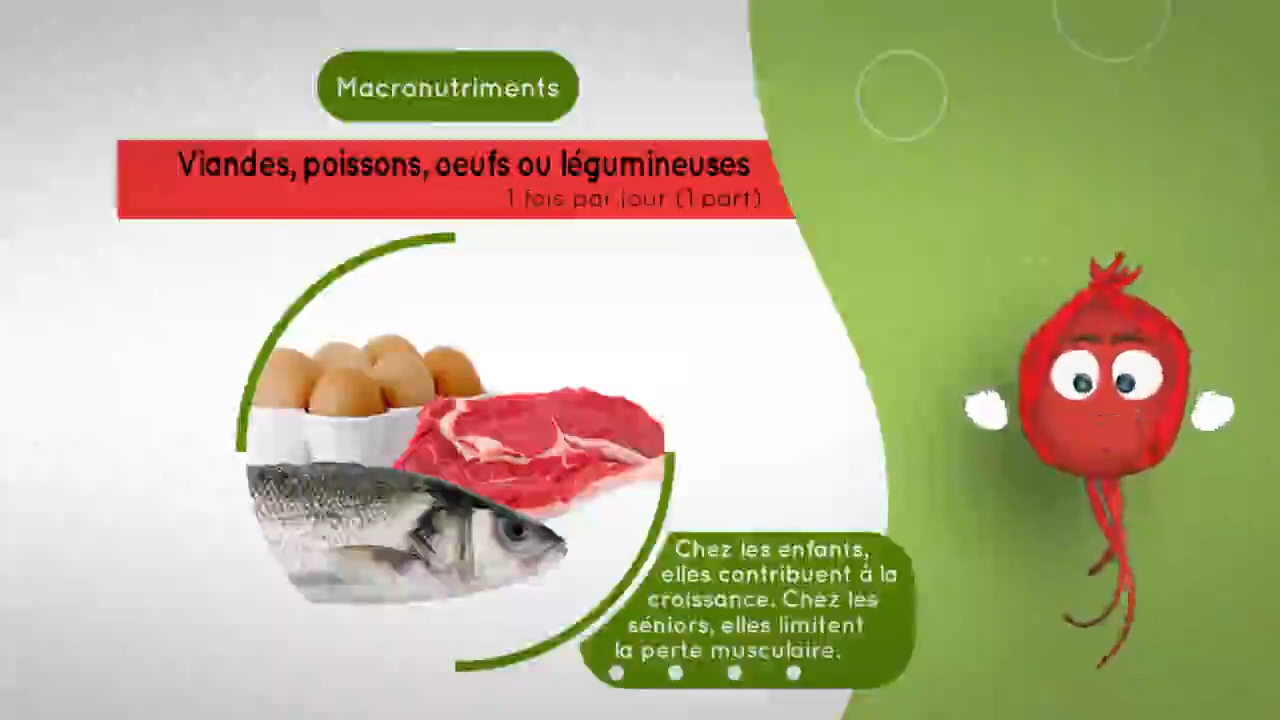 Macronutriments
Viandes, poissons, oeufs ou légumineuses
1 fois par jour (1 part)
Chez les enfants,
elles contribuent à la
croissance. Chez les
séniors, elles limitent
la perte musculaire.